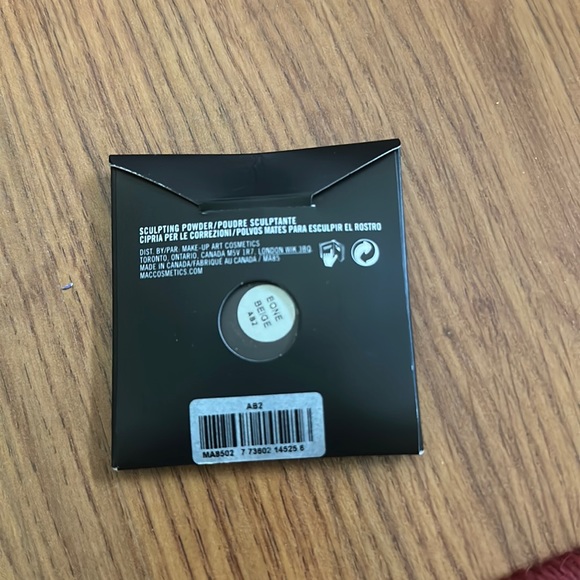 SCULPTING POWDER/POUDRE SCULPTANTE
CIPRIA PER LE CORREZIONI/POLVOS MATES PARA ESCULPIR EL ROSTRO
DIST. BY/PAR: MAKE-UP ART COSMETICS
TORONTO, ONTARIO, CANADA M5V 1R7, LONDON W1K 3BQ,
MADE IN CANADA/FABRIQUÉ AU CANADA / MA85
MACCOSMETICS.COM
BONE
BEIGE
AB2
AB2
MA8502 7 73602 14525 6